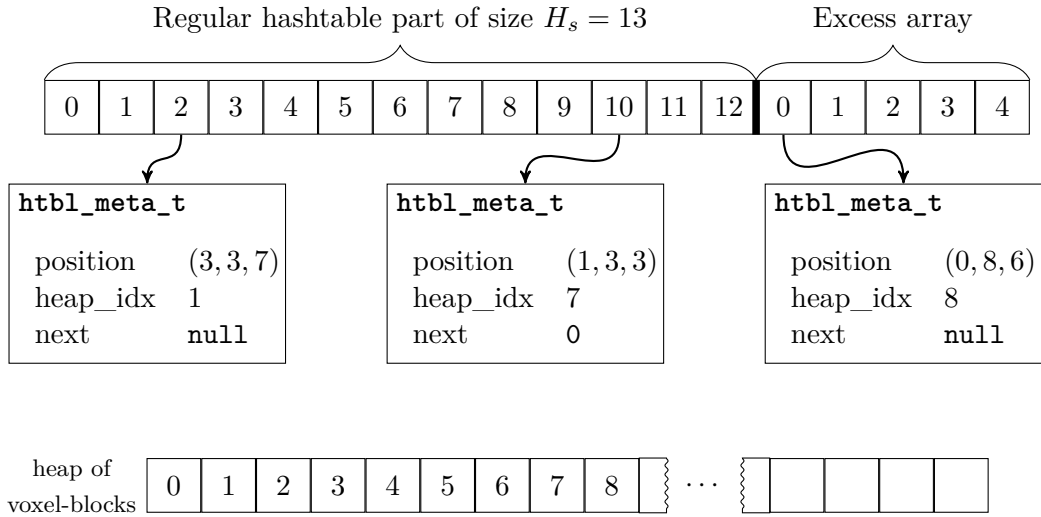 Regular hashtable part of size Hs = 13 Excess array
0 1 2 3 4 5 6 7 8 9 10 11 12 0 1 2 3 4
htbl_meta_t htbl_meta_t htbl_meta_t
position (3, 3, 7) position (1, 3, 3) position (0, 8, 6)
heap_idx 1 heap_idx 7 heap_idx 8
next null next 0 next null
heap of
voxel-blocks 0 1 2 3 4 5 6 7 8 ···